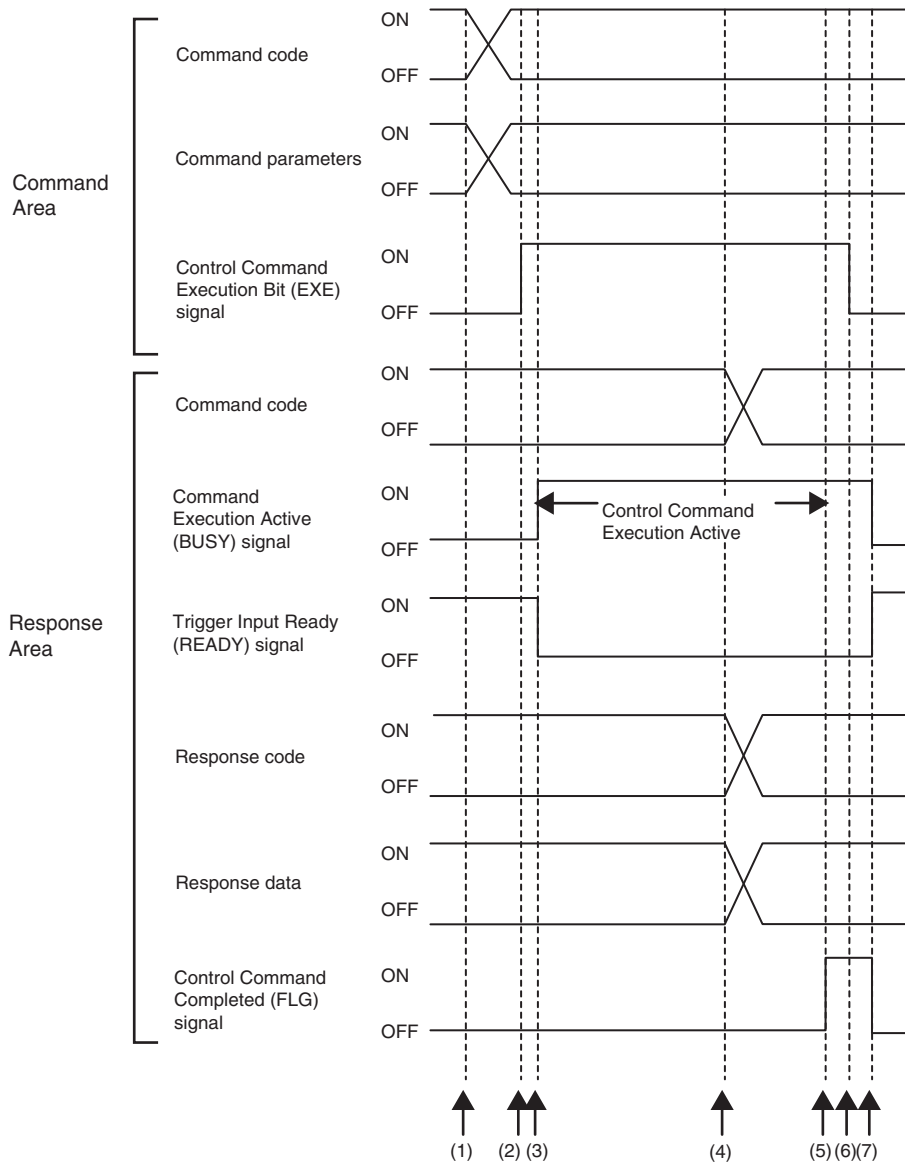 Command
Area
Command code
ON
OFF
Command parameters
ON
OFF
Control Command
Execution Bit (EXE)
signal
ON
OFF
Response
Area
Command code
ON
OFF
Command
Execution Active
(BUSY) signal
ON
OFF
Control Command
Execution Active
Trigger Input Ready
(READY) signal
ON
OFF
Response code
ON
OFF
Response data
ON
OFF
Control Command
Completed (FLG)
signal
ON
OFF
(1) (2) (3) (4) (5) (6) (7)